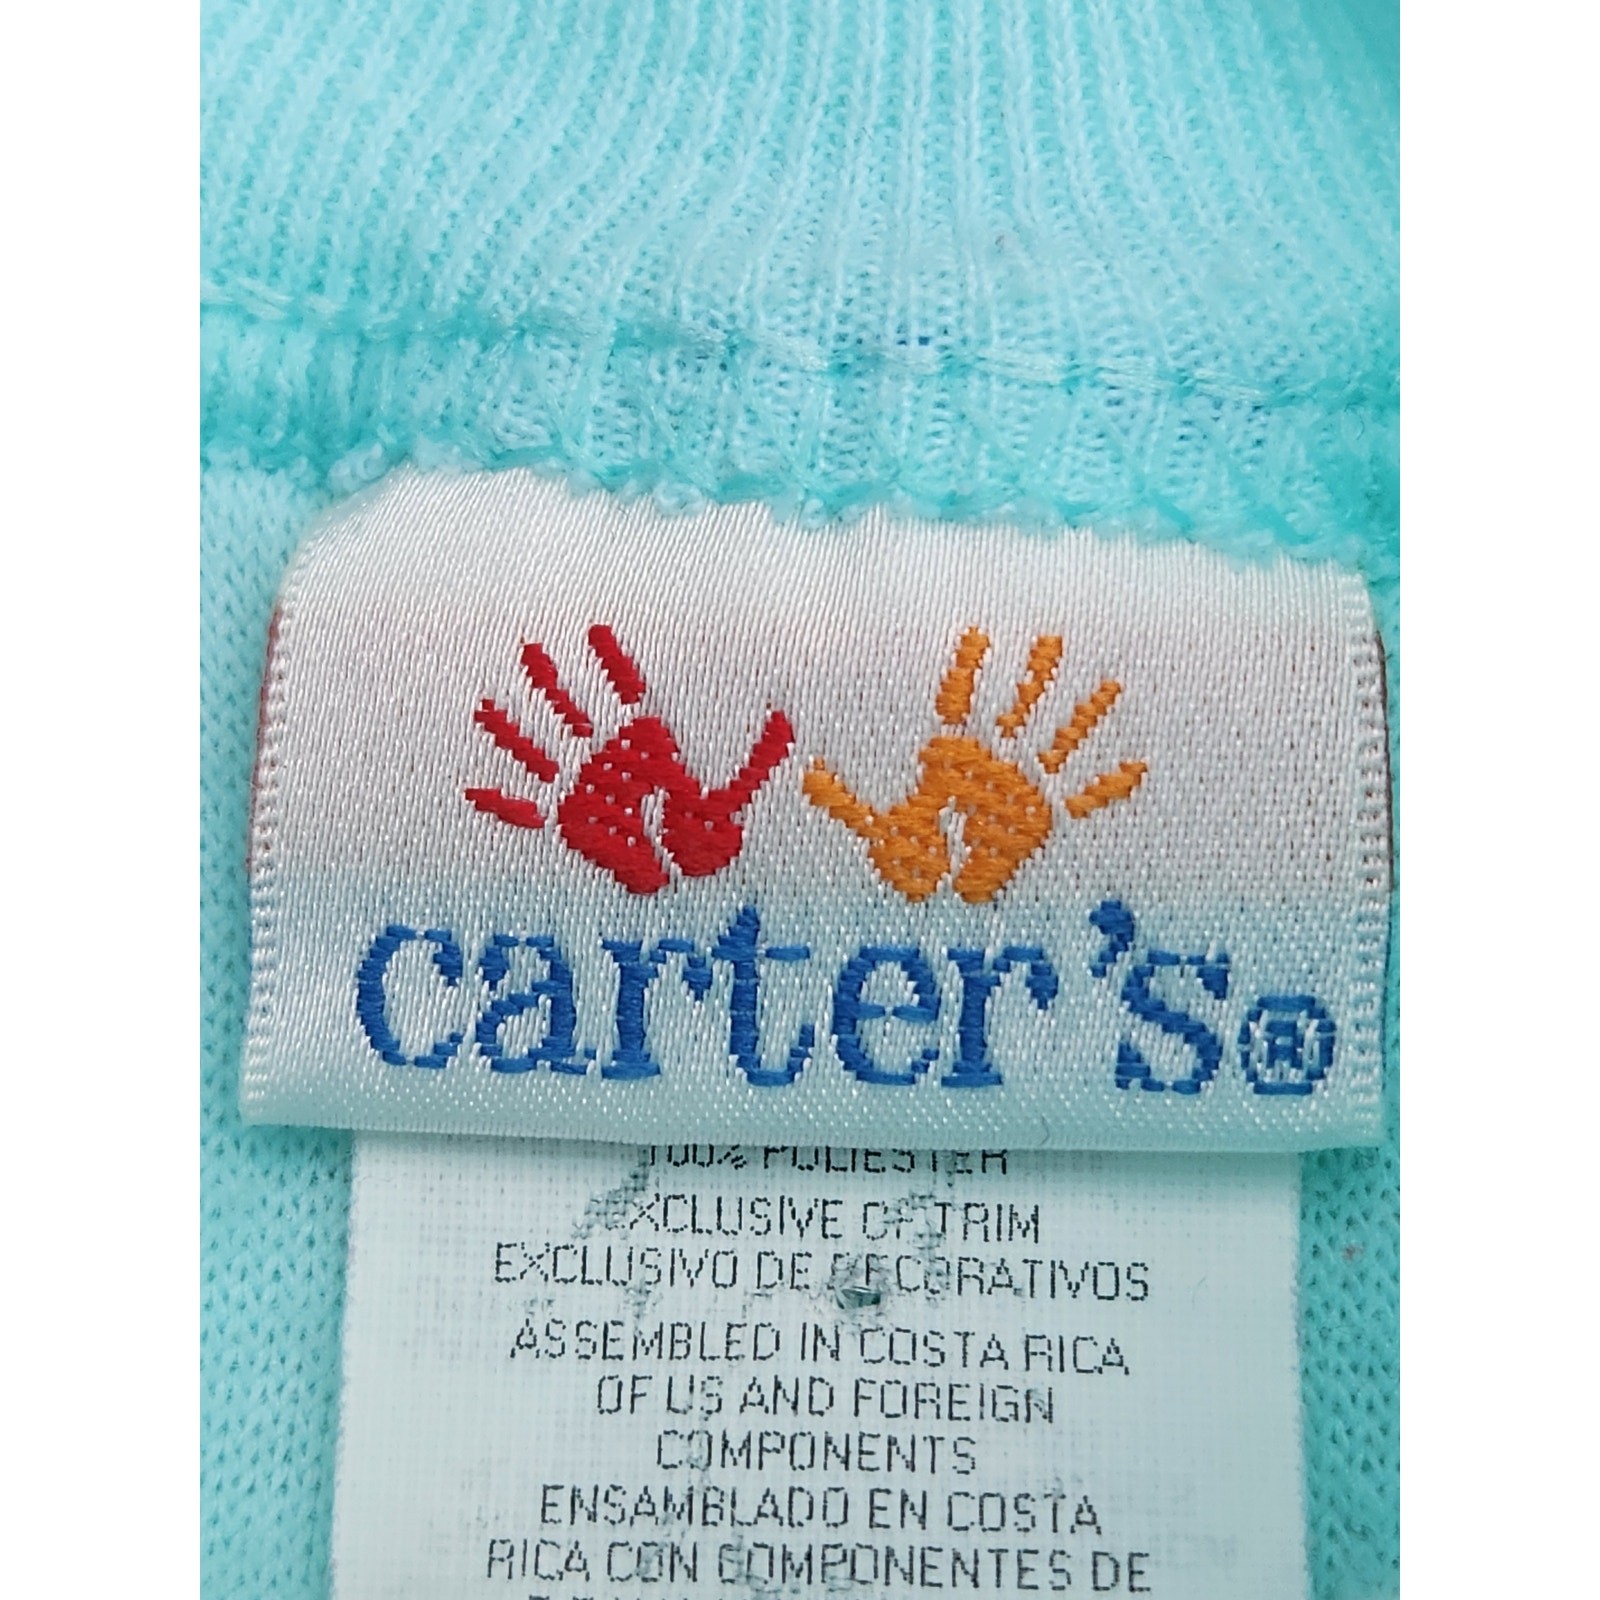 carter's®
100% POLIESTER
EXCLUSIVE OF TRIM
EXCLUSIVO DE DECORATIVOS
ASSEMBLED IN COSTA RICA
OF US AND FOREIGN
COMPONENTS
ENSAMBLADO EN COSTA
RICA CON COMPONENTES DE